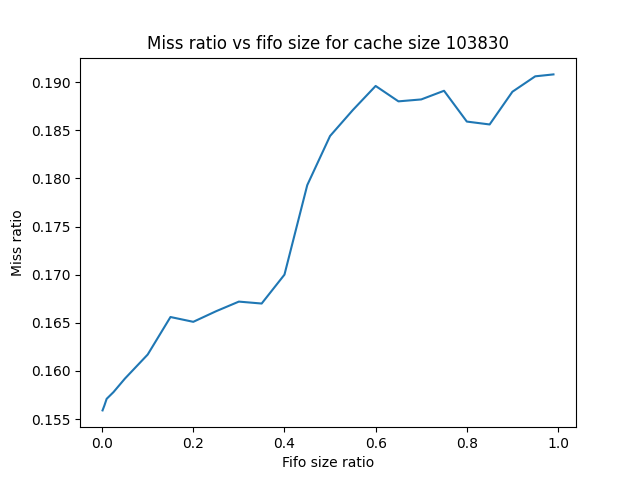 Miss ratio vs fifo size for cache size 103830
0.190
0.185
0.180
0.175
0.170
0.165
0.160
0.155
Miss ratio
0.0 0.2 0.4 0.6 0.8 1.0
Fifo size ratio